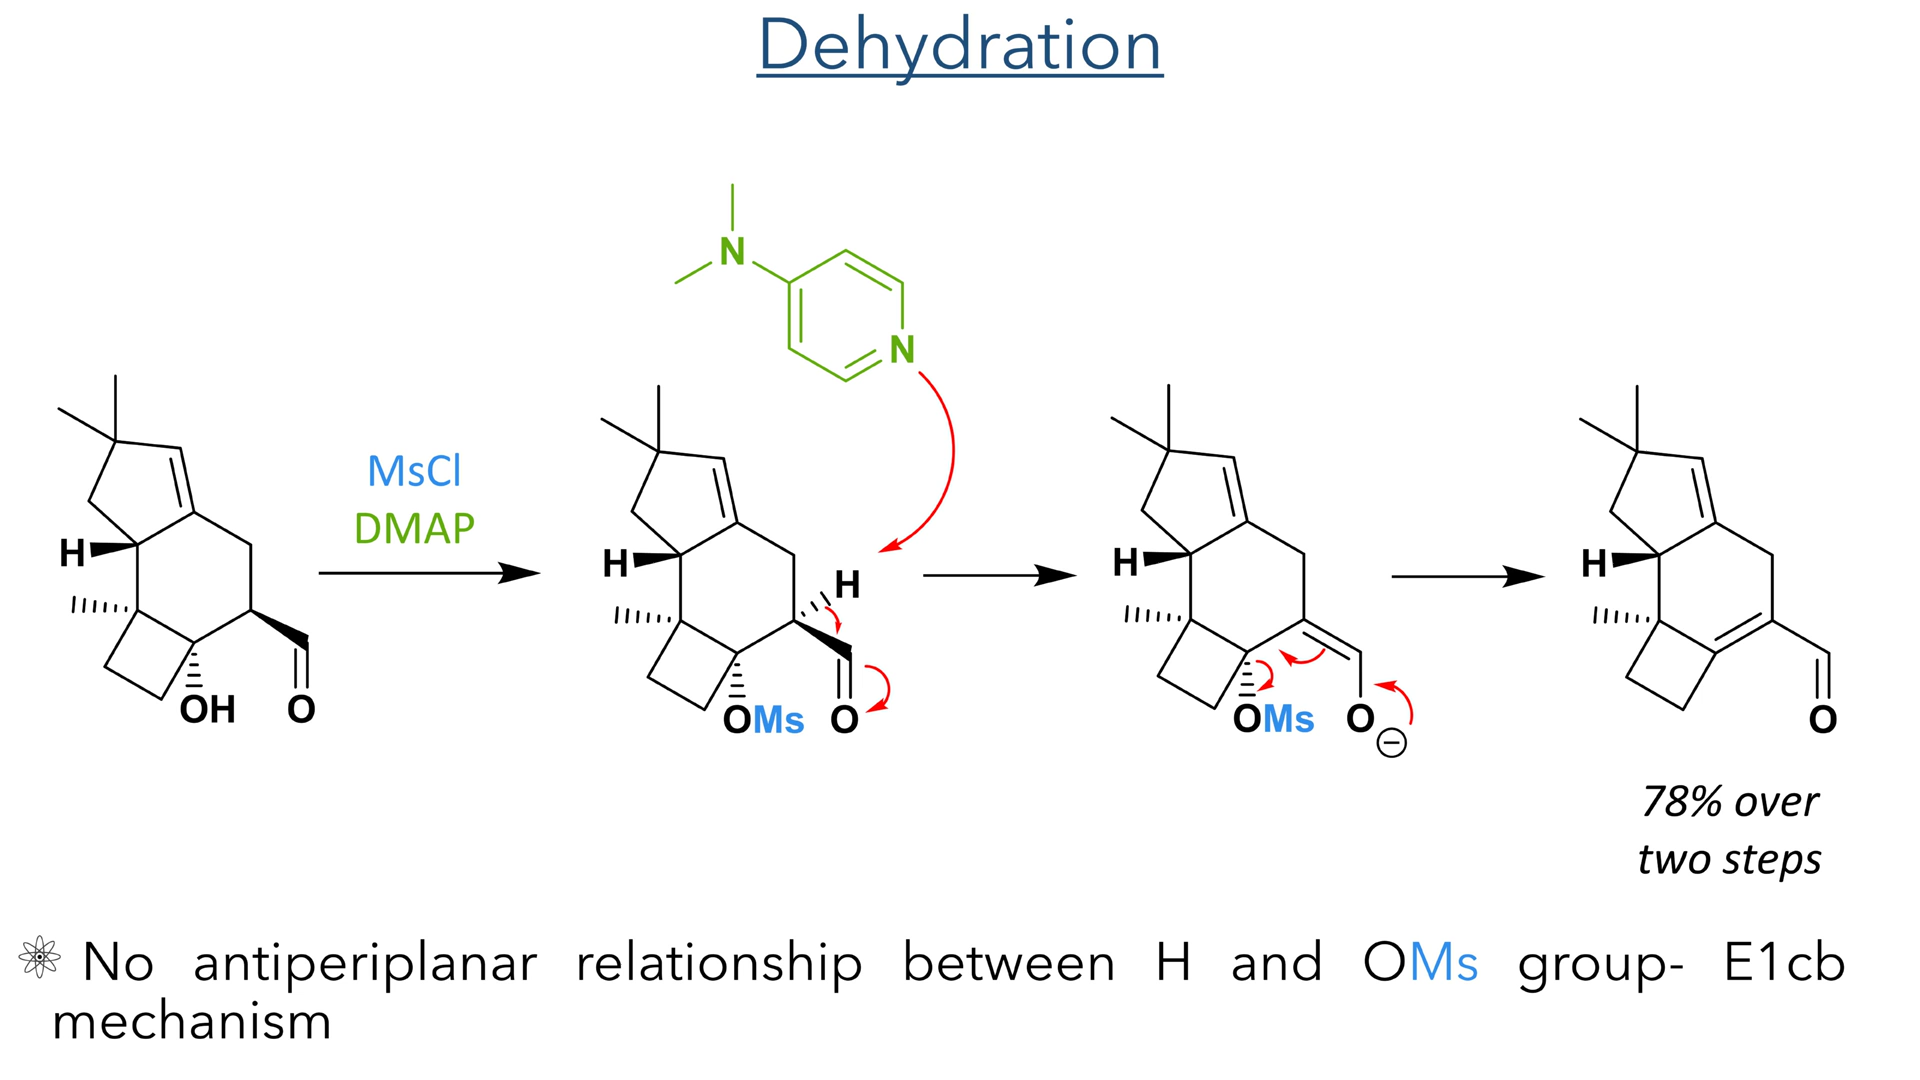 Dehydration
N
N
MsCl
DMAP
H
OH
O
H
H
OMs
O
H
OMs
O
−
H
O
78% over
two steps
No antiperiplanar relationship between H and OMs group- E1cb
mechanism